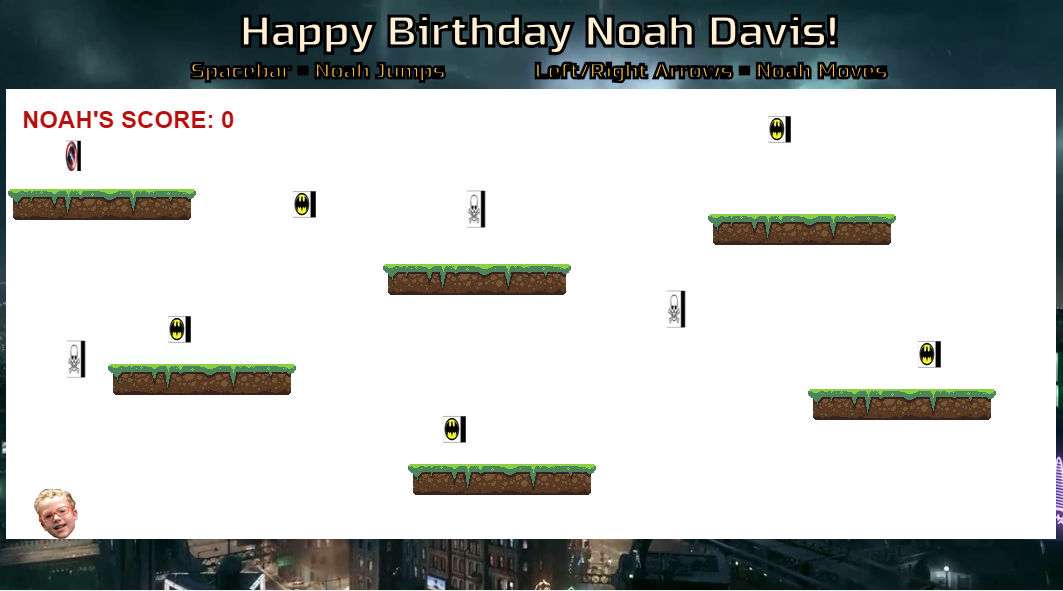 Happy Birthday Noah Davis!
Spacebar = Noah Jumps Left/Right Arrows = Noah Moves
NOAH'S SCORE: 0